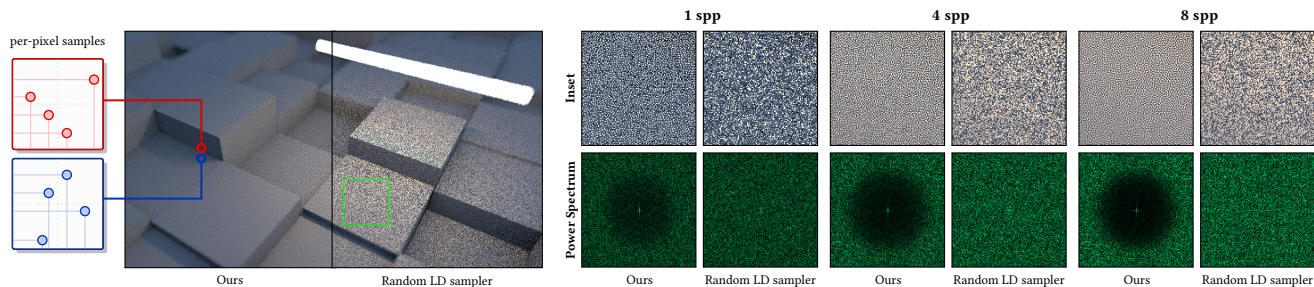 per-pixel samples
Ours
Random LD sampler
1 spp
4 spp
8 spp
Inset
Power Spectrum
Ours
Random LD sampler
Ours
Random LD sampler
Ours
Random LD sampler